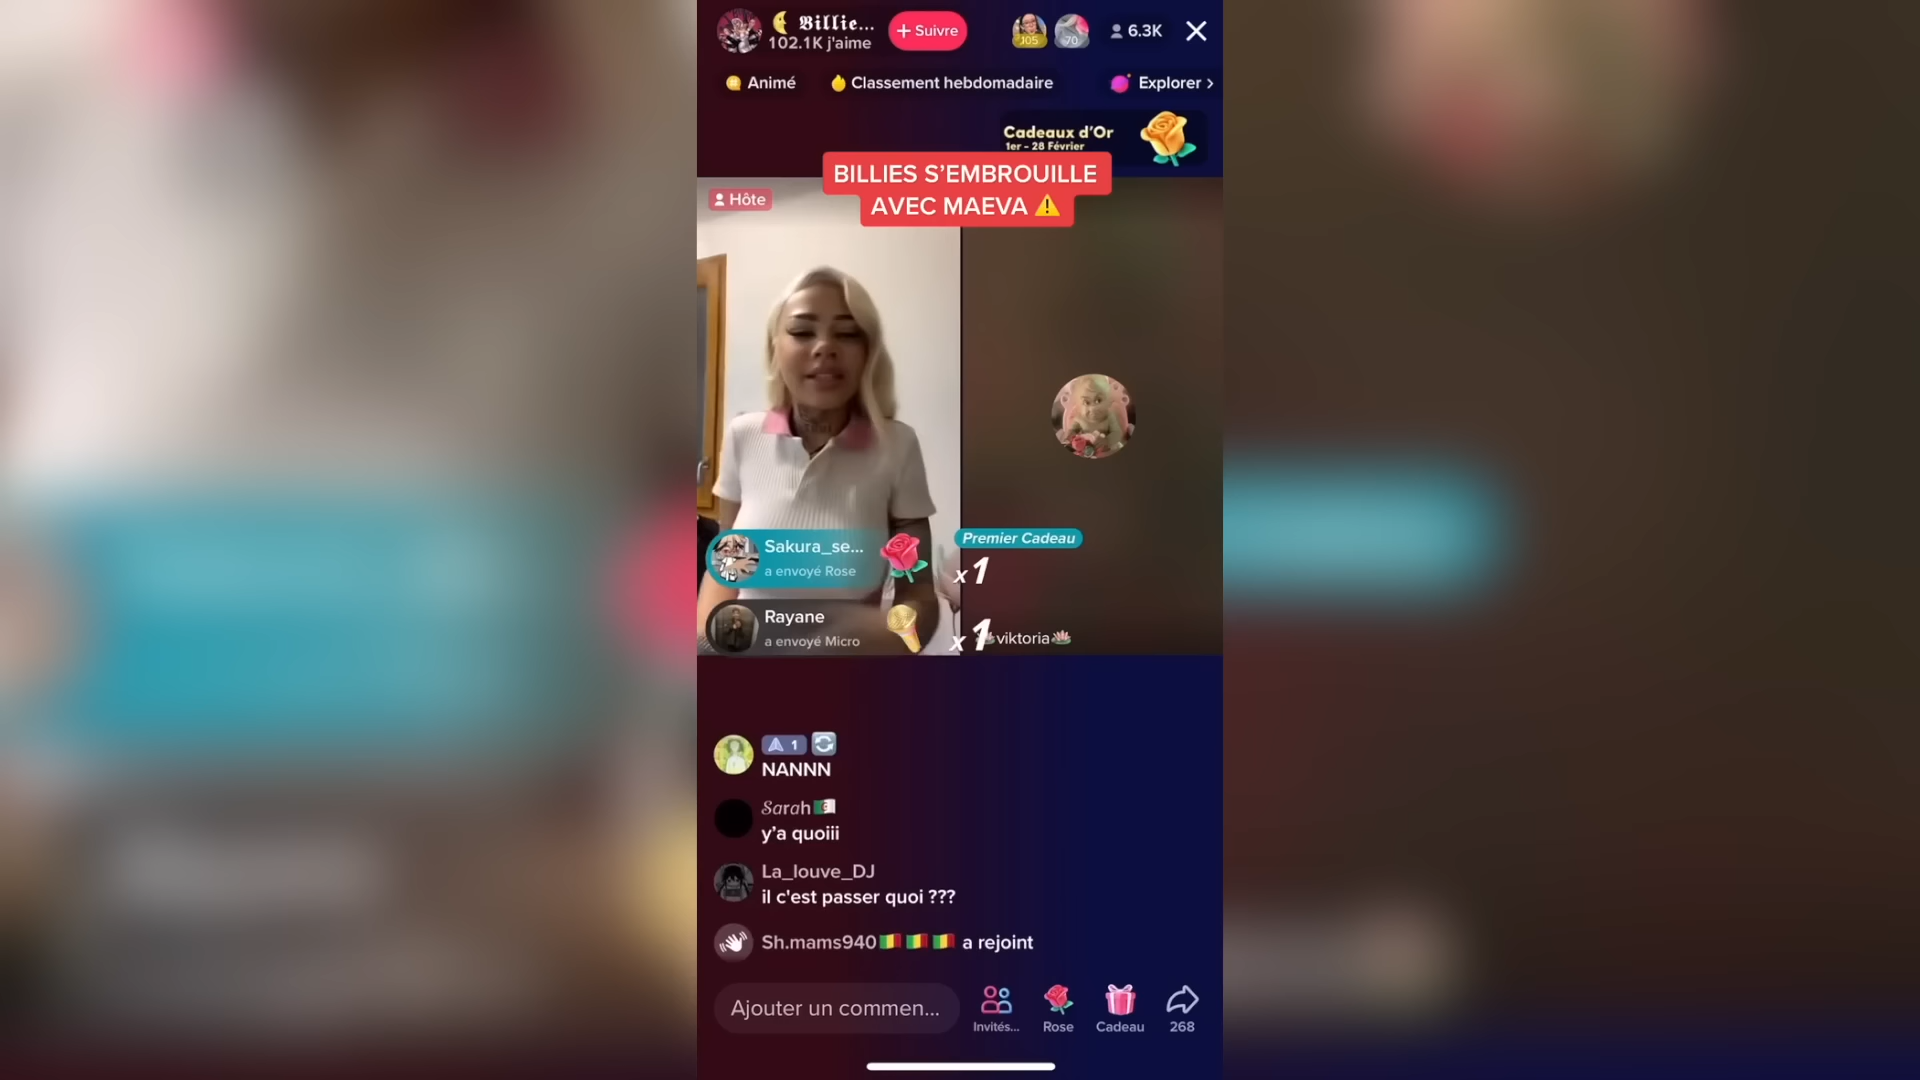 🌜 𝕭𝖎𝖑𝖑𝖎𝖊...
102.1K j'aime
+ Suivre
105
70
6.3K
Animé
Classement hebdomadaire
Explorer >
Cadeaux d'Or
1er - 28 Février
BILLIES S'EMBROUILLE
AVEC MAEVA ⚠️
Hôte
Sakura_se...
a envoyé Rose
Premier Cadeau
x1
Rayane
a envoyé Micro
x1
🪷viktoria🪷
1
NANNN
𝓢𝓪𝓻𝓪h🇩🇿
y'a quoiii
La_louve_DJ
il c'est passer quoi ???
Sh.mams940🇲🇱🇲🇱🇲🇱 a rejoint
Ajouter un commen...
Invités...
Rose
Cadeau
268